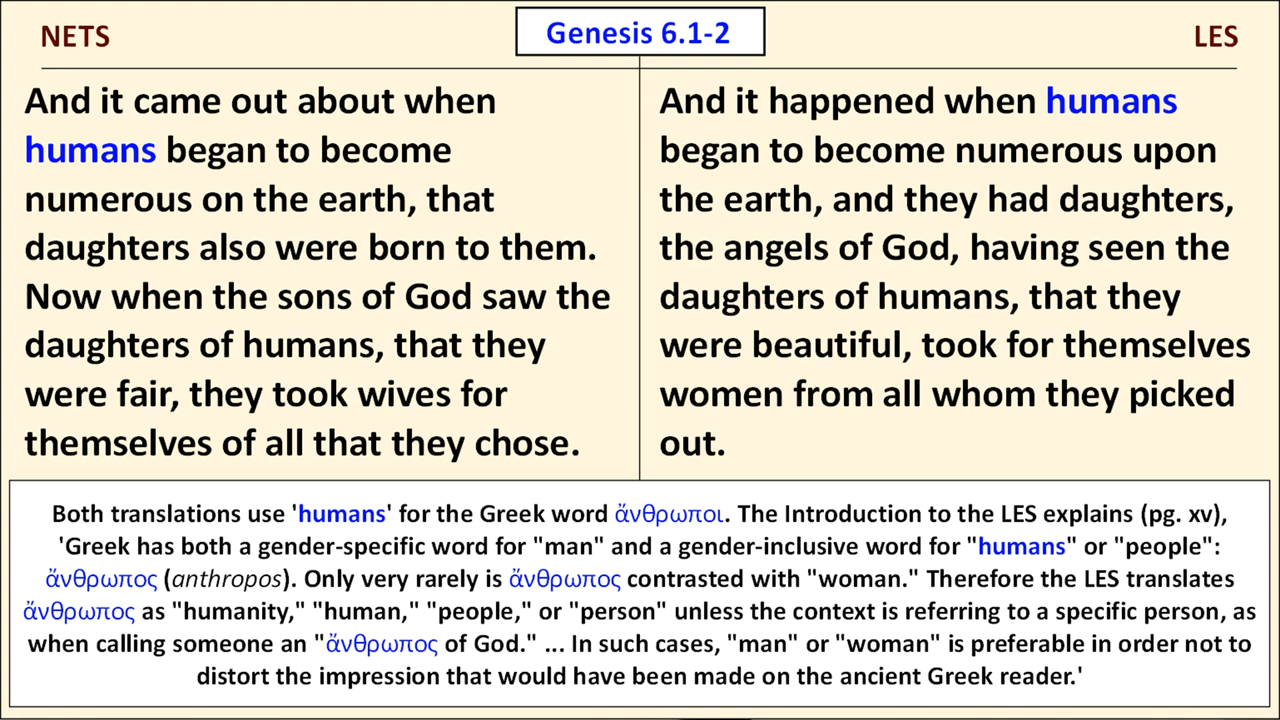 NETS
Genesis 6.1-2
LES
And it came out about when
humans began to become
numerous on the earth, that
daughters also were born to them.
Now when the sons of God saw the
daughters of humans, that they
were fair, they took wives for
themselves of all that they chose.
And it happened when humans
began to become numerous upon
the earth, and they had daughters,
the angels of God, having seen the
daughters of humans, that they
were beautiful, took for themselves
women from all whom they picked
out.
Both translations use 'humans' for the Greek word ἄνθρωποι. The Introduction to the LES explains (pg. xv),
'Greek has both a gender-specific word for "man" and a gender-inclusive word for "humans" or "people":
ἄνθρωπος (anthropos). Only very rarely is ἄνθρωπος contrasted with "woman." Therefore the LES translates
ἄνθρωπος as "humanity," "human," "people," or "person" unless the context is referring to a specific person, as
when calling someone an "ἄνθρωπος of God." ... In such cases, "man" or "woman" is preferable in order not to
distort the impression that would have been made on the ancient Greek reader.'